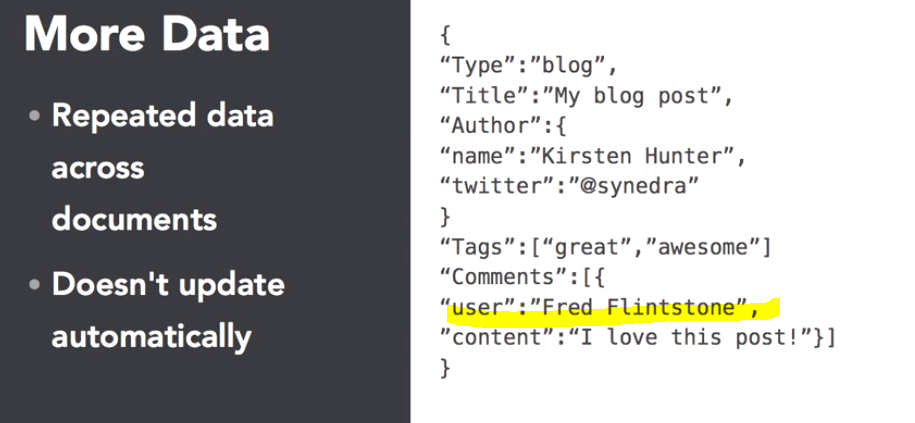 More Data
Repeated data
across
documents
Doesn't update
automatically
{
“Type”:”blog”,
“Title”:”My blog post”,
“Author”:{
“name”:”Kirsten Hunter”,
“twitter”:”@synedra”
}
“Tags”:[“great”,”awesome”]
“Comments”:[{
“user”:”Fred Flintstone”,
”content”:“I love this post!”}]
}